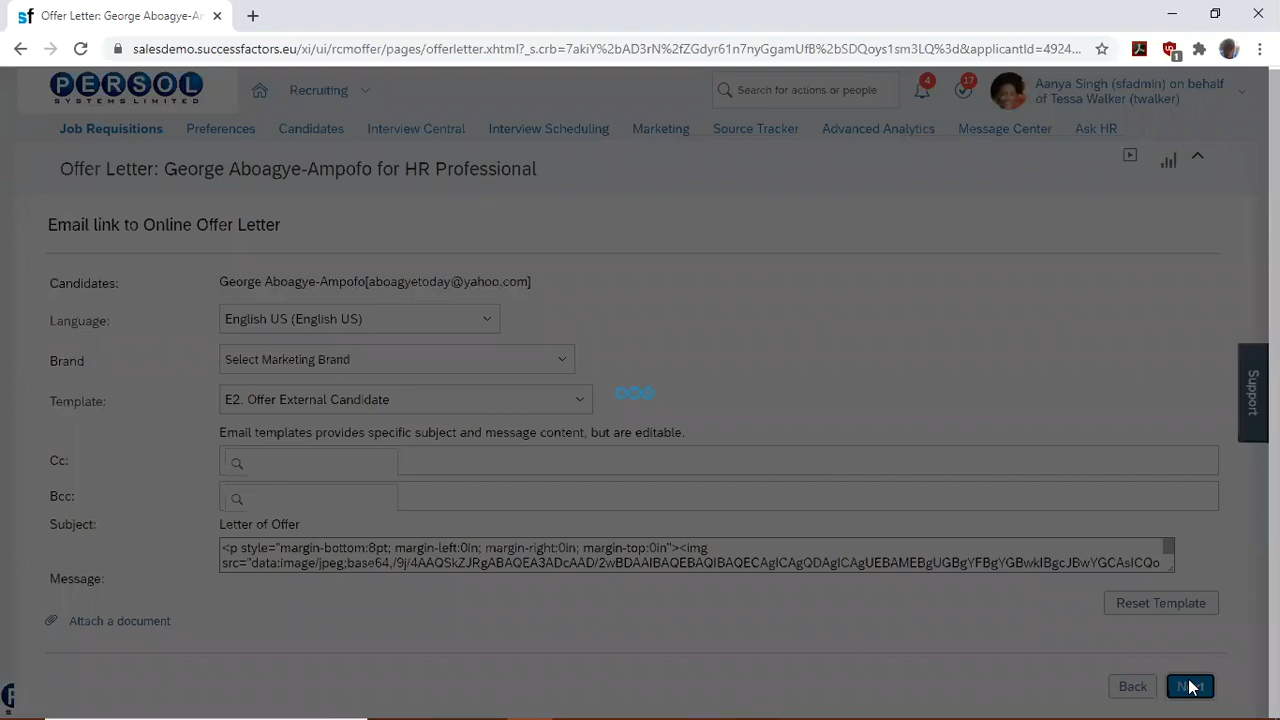 Offer Letter: George Aboagye-Am
salesdemo.successfactors.eu/xi/ui/rcmoffer/pages/offerletter.xhtml?_s.crb=7akiY%2bAD3rN%2fZGdyr61n7nyGgamUfB%2bSDQoys1sm3LQ%3d&applicantId=4924...
1
PERSOL
SYSTEMS LIMITED
Recruiting
Search for actions or people
4
17
Aanya Singh (sfadmin) on behalf
of Tessa Walker (twalker)
Job Requisitions Preferences Candidates Interview Central Interview Scheduling Marketing Source Tracker Advanced Analytics Message Center Ask HR
Offer Letter: George Aboagye-Ampofo for HR Professional
Email link to Online Offer Letter
Candidates: George Aboagye-Ampofo[aboagyetoday@yahoo.com]
Language: English US (English US)
Brand Select Marketing Brand
Template: E2. Offer External Candidate
Email templates provides specific subject and message content, but are editable.
Cc:
Bcc:
Subject: Letter of Offer
<p style="margin-bottom:8pt; margin-left:0in; margin-right:0in; margin-top:0in"><img
src="data:image/jpeg;base64,/9j/4AAQSkZJRgABAQEA3ADcAAD/2wBDAAIBAQEBAQIBAQECAgICAgQDAgICAgUEBAMEBgUGBgYFBgYGBwkIBgcJBwYGCAsICQo
Message:
Attach a document
Reset Template
Back Next
Support